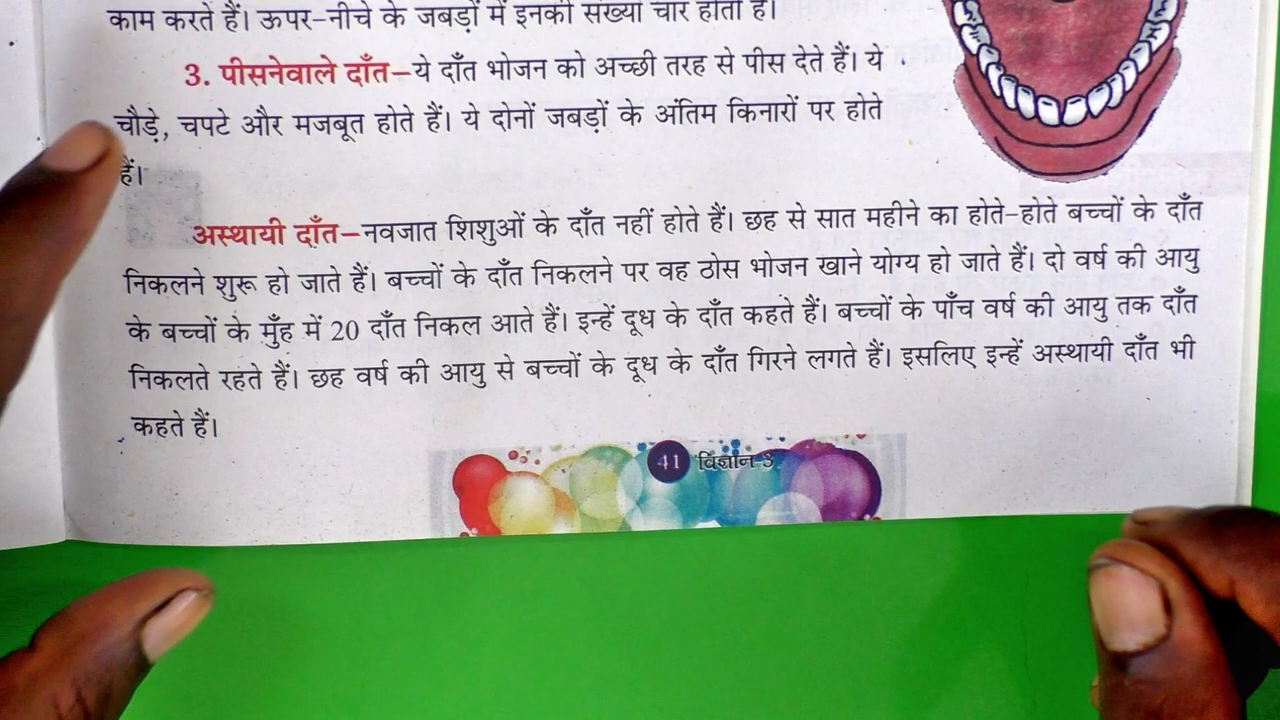 काम करते हैं। ऊपर-नीचे के जबड़ों में इनकी संख्या चार होती है।
3. पीसनेवाले दाँत–ये दाँत भोजन को अच्छी तरह से पीस देते हैं। ये
चौड़े, चपटे और मजबूत होते हैं। ये दोनों जबड़ों के अंतिम किनारों पर होते
हैं।
अस्थायी दाँत–नवजात शिशुओं के दाँत नहीं होते हैं। छह से सात महीने का होते-होते बच्चों के दाँत
निकलने शुरू हो जाते हैं। बच्चों के दाँत निकलने पर वह ठोस भोजन खाने योग्य हो जाते हैं। दो वर्ष की आयु
के बच्चों के मुँह में 20 दाँत निकल आते हैं। इन्हें दूध के दाँत कहते हैं। बच्चों के पाँच वर्ष की आयु तक दाँत
निकलते रहते हैं। छह वर्ष की आयु से बच्चों के दूध के दाँत गिरने लगते हैं। इसलिए इन्हें अस्थायी दाँत भी
कहते हैं।
41 विज्ञान-3